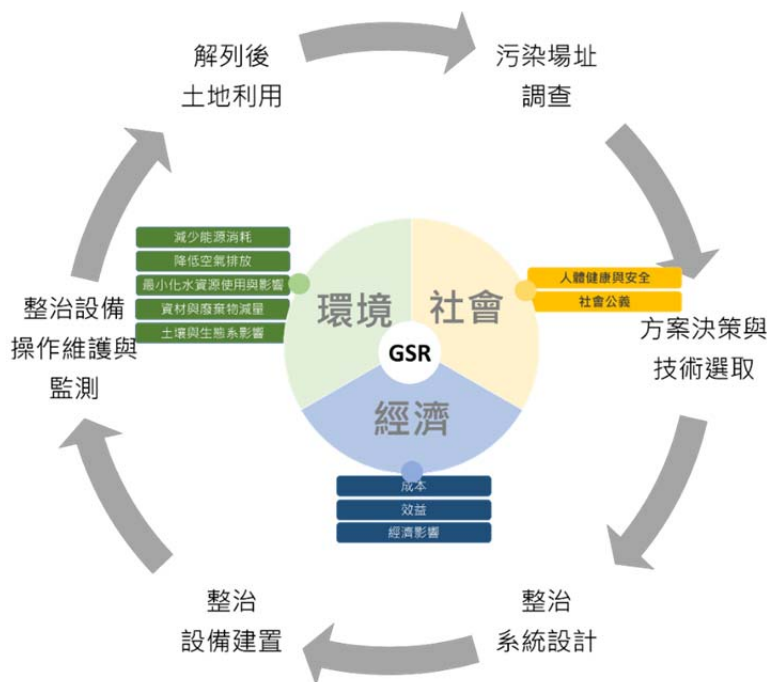 解列後
土地利用
污染場址
調查
減少能源消耗
降低空氣排放
最小化水資源使用與影響
資材與廢棄物減量
土壤與生態系影響
環境
社會
GSR
經濟
人體健康與安全
社會公義
方案決策與
技術選取
整治設備
操作維護與
監測
成本
效益
經濟影響
整治
設備建置
整治
系統設計